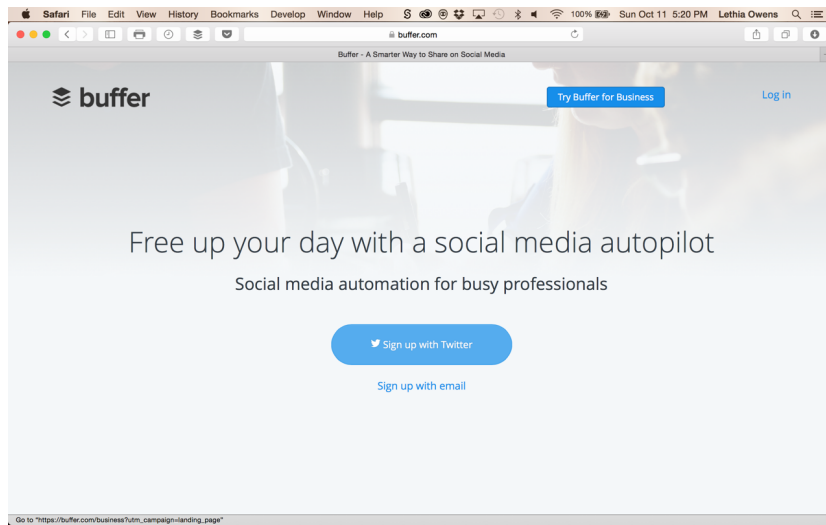 Safari File Edit View History Bookmarks Develop Window Help 100% Sun Oct 11 5:20 PM Lethia Owens
buffer.com
Buffer - A Smarter Way to Share on Social Media
buffer Try Buffer for Business Log in
Free up your day with a social media autopilot
Social media automation for busy professionals
Sign up with Twitter
Sign up with email
Go to "https://buffer.com/business?utm_campaign=landing_page"